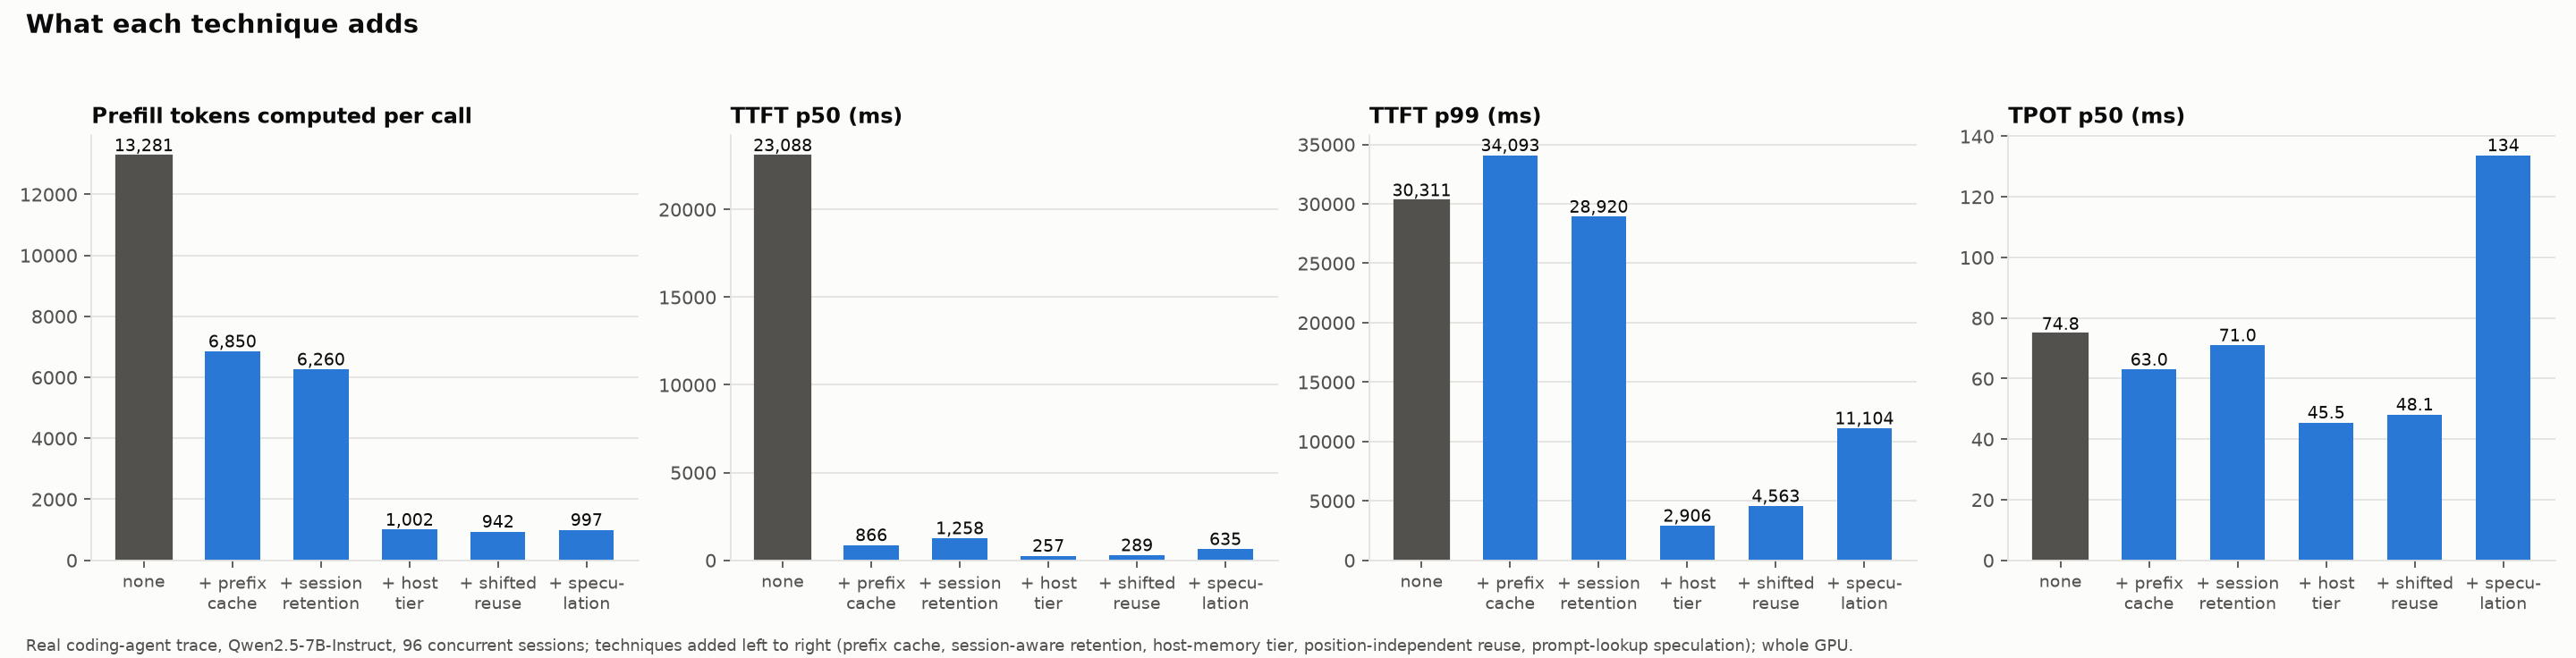 What each technique adds
Prefill tokens computed per call
13,281
12000
10000
8000
6000
4000
2000
0
6,850
6,260
1,002
942
997
none
+ prefix
cache
+ session
retention
+ host
tier
+ shifted
reuse
+ specu-
lation
TTFT p50 (ms)
23,088
20000
15000
10000
5000
0
866
1,258
257
289
635
none
+ prefix
cache
+ session
retention
+ host
tier
+ shifted
reuse
+ specu-
lation
TTFT p99 (ms)
35000
30000
25000
20000
15000
10000
5000
0
30,311
34,093
28,920
2,906
4,563
11,104
none
+ prefix
cache
+ session
retention
+ host
tier
+ shifted
reuse
+ specu-
lation
TPOT p50 (ms)
140
120
100
80
60
40
20
0
74.8
63.0
71.0
45.5
48.1
134
none
+ prefix
cache
+ session
retention
+ host
tier
+ shifted
reuse
+ specu-
lation
Real coding-agent trace, Qwen2.5-7B-Instruct, 96 concurrent sessions; techniques added left to right (prefix cache, session-aware retention, host-memory tier, position-independent reuse, prompt-lookup speculation); whole GPU.